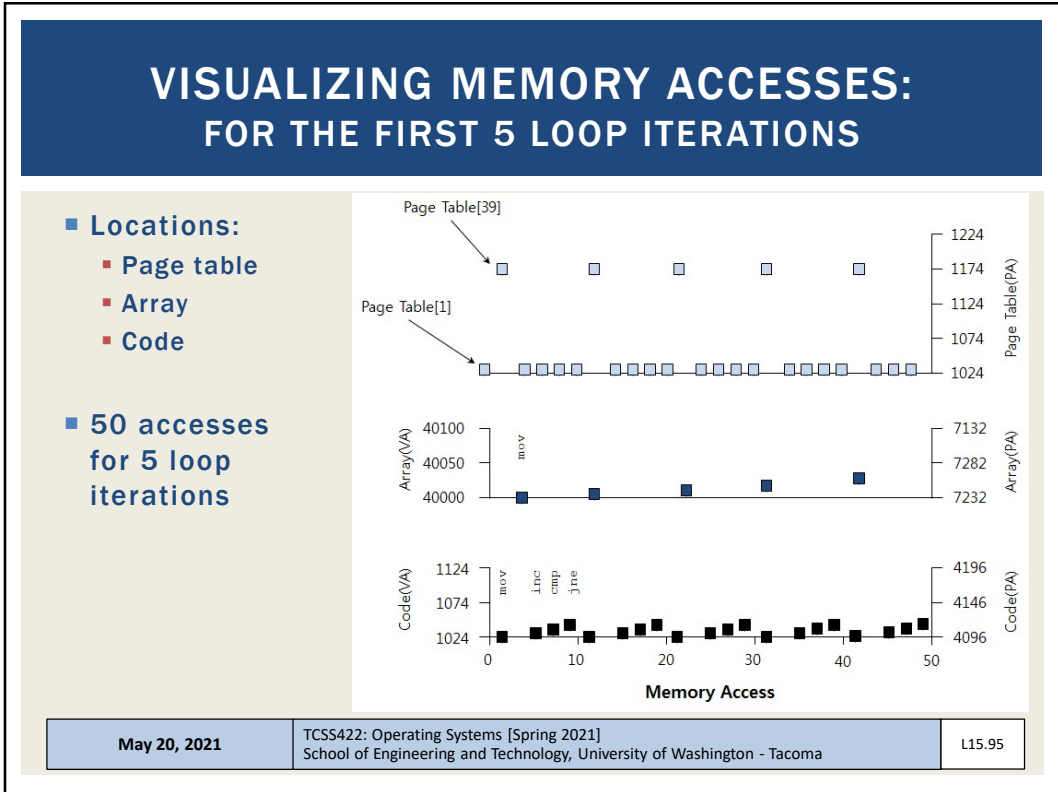 VISUALIZING MEMORY ACCESSES:
FOR THE FIRST 5 LOOP ITERATIONS
Locations:
Page table
Array
Code
50 accesses
for 5 loop
iterations
Page Table[39]
Page Table[1]
1224
1174
1124
1074
1024
Page Table(PA)
Array(VA)
40100
40050
40000
mov
7132
7282
7232
Array(PA)
Code(VA)
1124
1074
1024
mov
inc
cmp
jne
4196
4146
4096
Code(PA)
0 10 20 30 40 50
Memory Access
May 20, 2021
TCSS422: Operating Systems [Spring 2021]
School of Engineering and Technology, University of Washington - Tacoma
L15.95